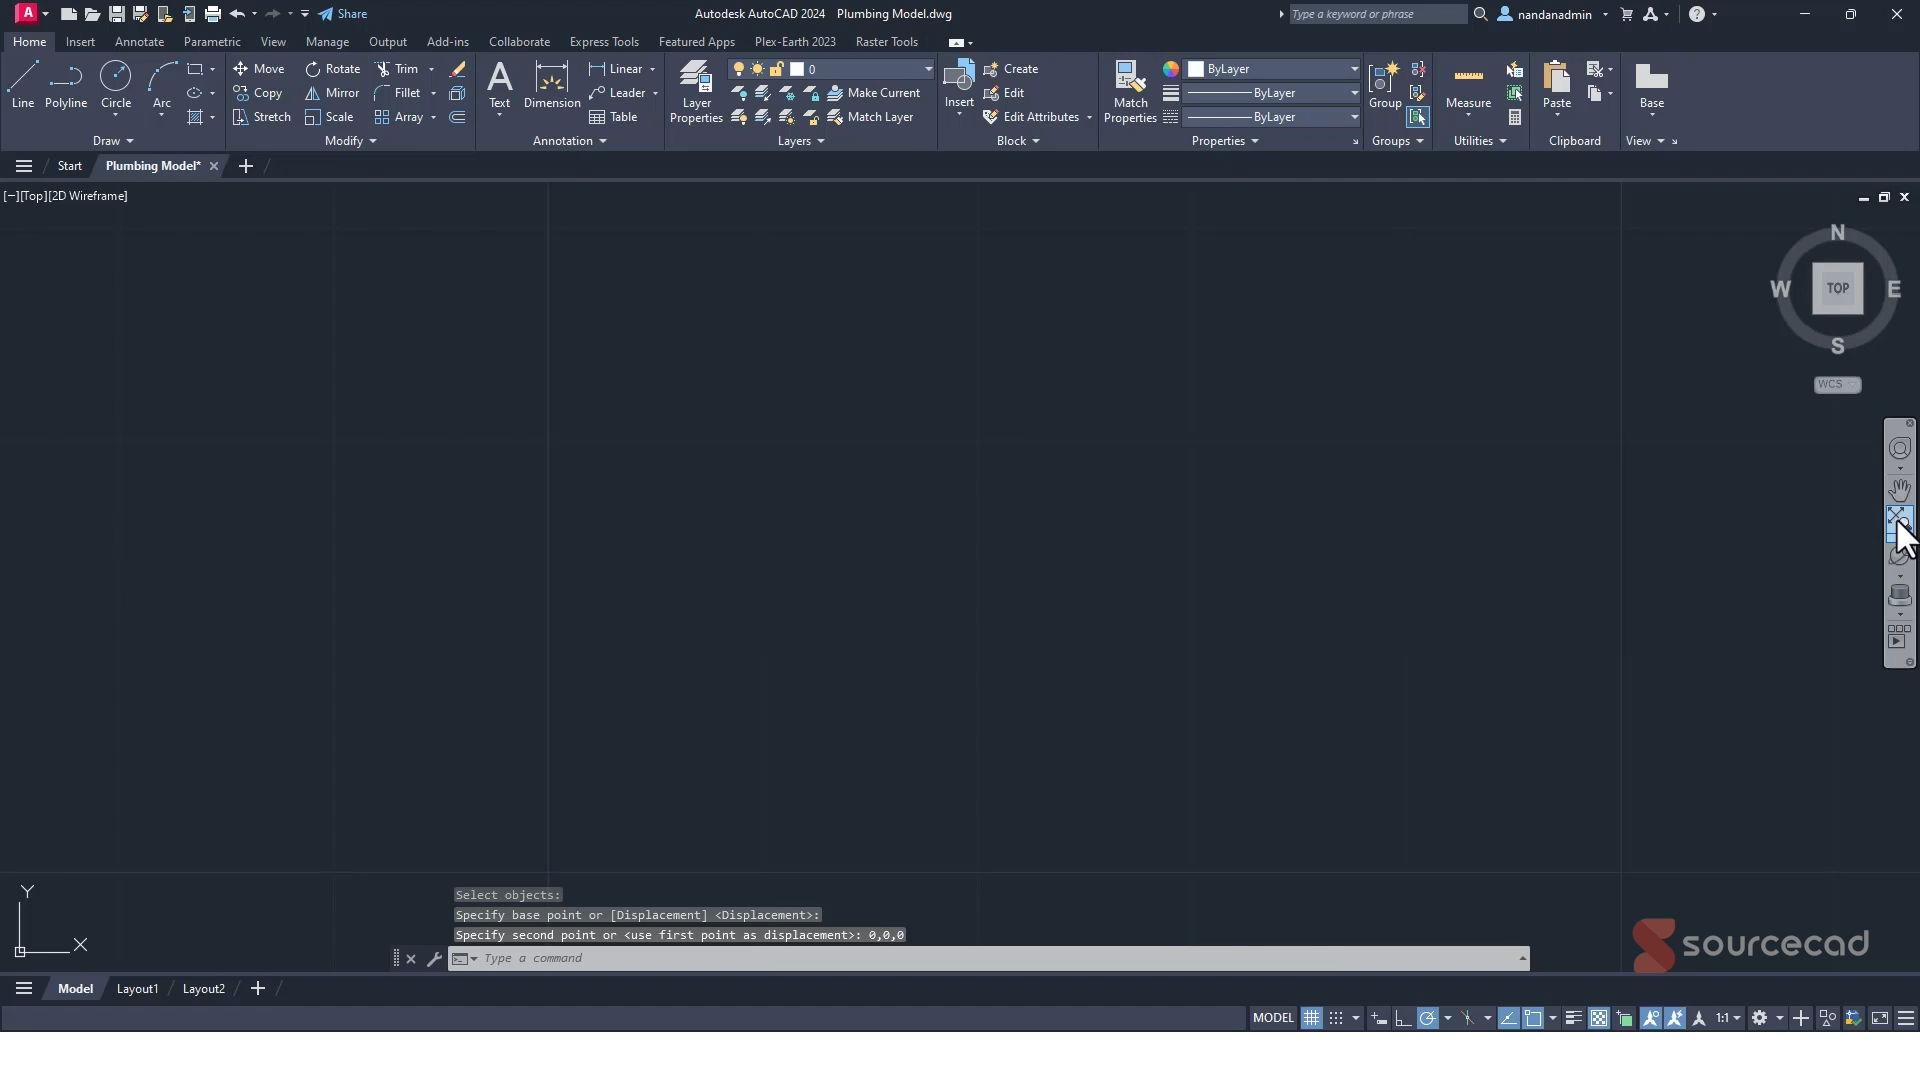 Share
Autodesk AutoCAD 2024 Plumbing Model.dwg
Type a keyword or phrase
nandanadmin
Home Insert Annotate Parametric View Manage Output Add-ins Collaborate Express Tools Featured Apps Plex-Earth 2023 Raster Tools
Line Polyline Circle Arc
Move Rotate Trim
Copy Mirror Fillet
Stretch Scale Array
Text Dimension
Linear
Leader
Table
Layer Properties
0
Make Current
Match Layer
Insert
Create
Edit
Edit Attributes
Match Properties
ByLayer
ByLayer
ByLayer
Group
Measure
Paste
Base
Draw Modify Annotation Layers Block Properties Groups Utilities Clipboard View
Start Plumbing Model*
[−][Top][2D Wireframe]
N
W TOP E
S
WCS
Select objects:
Specify base point or [Displacement] <Displacement>:
Specify second point or <use first point as displacement>: 0,0,0
Type a command
Y
X
sourcecad
Model Layout1 Layout2
MODEL 1:1